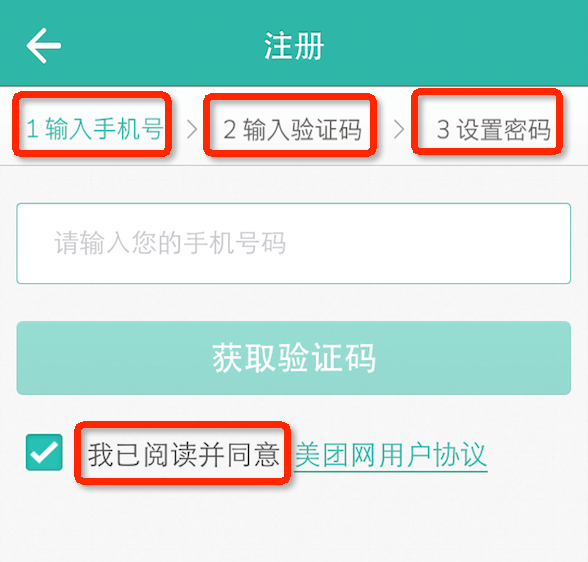 注册
1 输入手机号 > 2 输入验证码 > 3 设置密码
请输入您的手机号码
获取验证码
我已阅读并同意 美团网用户协议